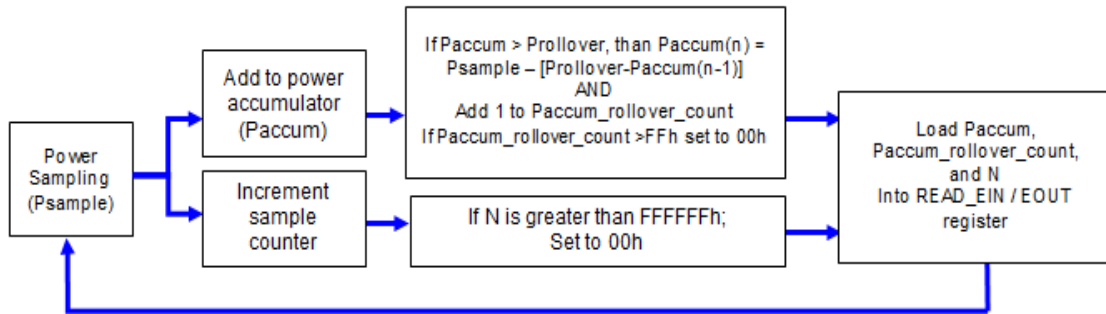 Power
Sampling
(Psample)
Add to power
accumulator
(Paccum)
If Paccum > Prollover, than Paccum(n) =
Psample – [Prollover-Paccum(n-1)]
AND
Add 1 to Paccum_rollover_count
If Paccum_rollover_count >FFh set to 00h
Increment
sample
counter
If N is greater than FFFFFFh;
Set to 00h
Load Paccum,
Paccum_rollover_count,
and N
Into READ_EIN / EOUT
register